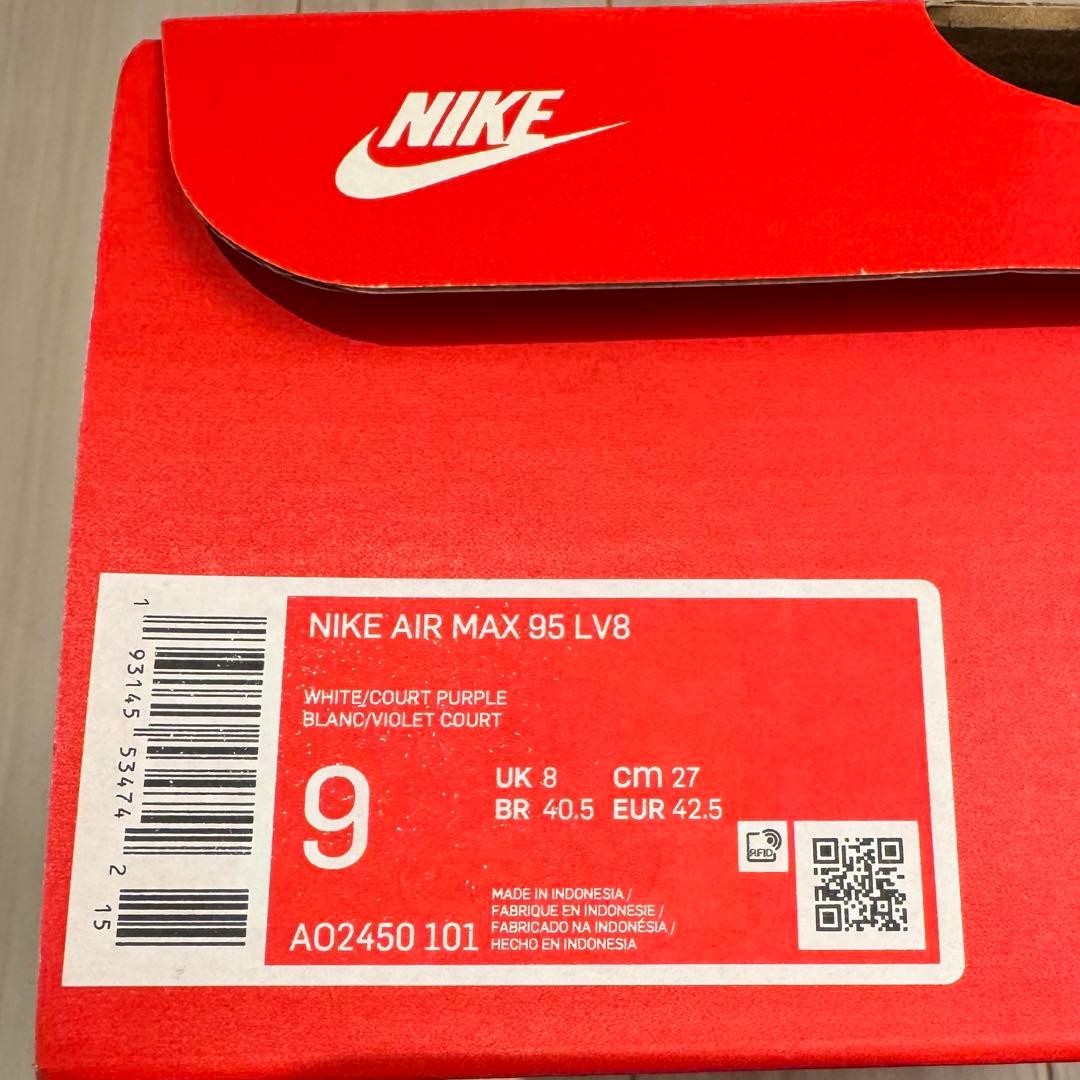 NIKE
NIKE AIR MAX 95 LV8
WHITE/COURT PURPLE
BLANC/VIOLET COURT
9
UK 8 cm 27
BR 40.5 EUR 42.5
RFID
MADE IN INDONESIA /
FABRIQUE EN INDONESIE /
FABRICADO NA INDONÉSIA /
HECHO EN INDONESIA
AO2450 101
1 93145 53474 2 15